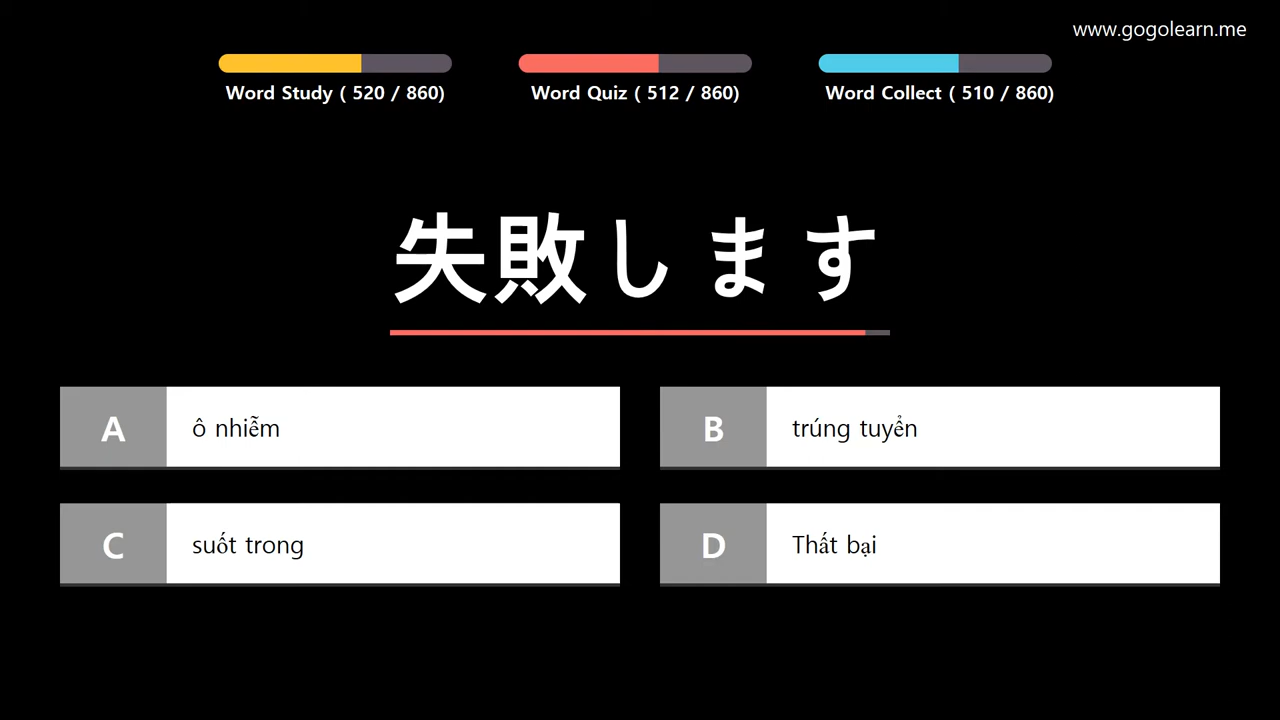 www.gogolearn.me
Word Study ( 520 / 860)
Word Quiz ( 512 / 860)
Word Collect ( 510 / 860)
失敗します
A ô nhiễm
B trúng tuyển
C suốt trong
D Thất bại